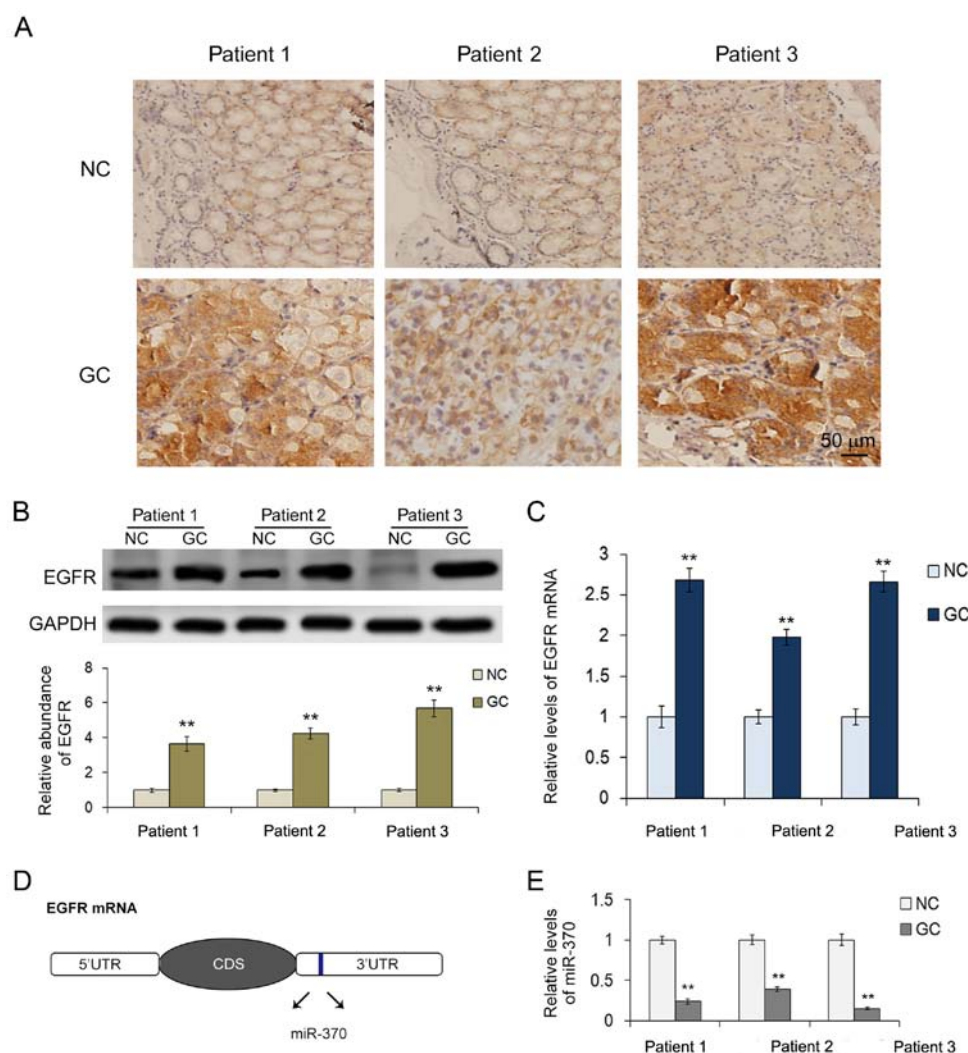 A
Patient 1 Patient 2 Patient 3
NC
GC
50 μm
B
Patient 1 Patient 2 Patient 3
NC GC NC GC NC GC
EGFR
GAPDH
Relative abundance
of EGFR
8
6
4
2
0
NC
GC
** ** **
Patient 1 Patient 2 Patient 3
C
Relative levels of EGFR mRNA
3
2.5
2
1.5
1
0.5
0
NC
GC
** ** **
Patient 1 Patient 2 Patient 3
D
EGFR mRNA
5'UTR CDS 3'UTR
miR-370
E
Relative levels
of miR-370
1.5
1
0.5
0
NC
GC
** ** **
Patient 1 Patient 2 Patient 3